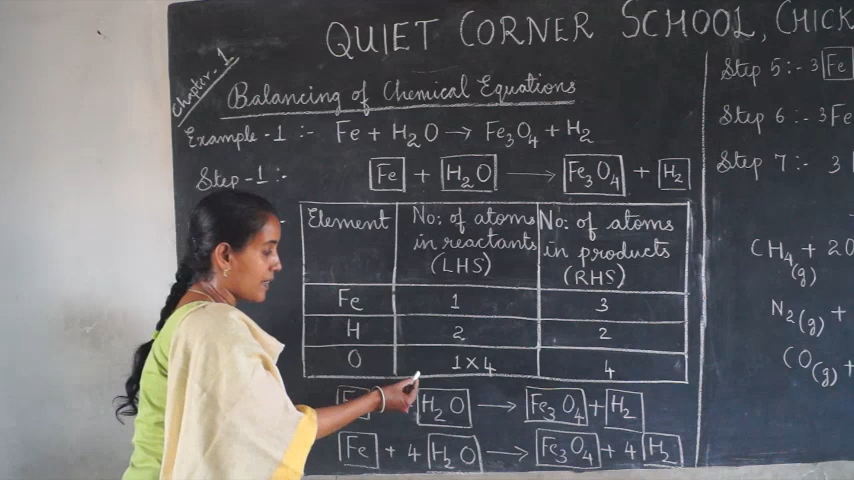 QUIET CORNER SCHOOL, CHICK
Chapter-1
Balancing of Chemical Equations
Example-1 :- Fe + H₂O → Fe₃O₄ + H₂
Step-1 :- Fe + H₂O → Fe₃O₄ + H₂
Element No: of atoms in reactants (LHS) No: of atoms in products (RHS)
Fe 1 3
H 2 2
O 1×4 4
H₂O → Fe₃O₄ + H₂
Fe + 4 H₂O → Fe₃O₄ + 4 H₂
Step 5:- 3 Fe
Step 6:- 3Fe
Step 7:- 3
CH₄ + 2O
(g)
N₂(g) +
CO(g) +